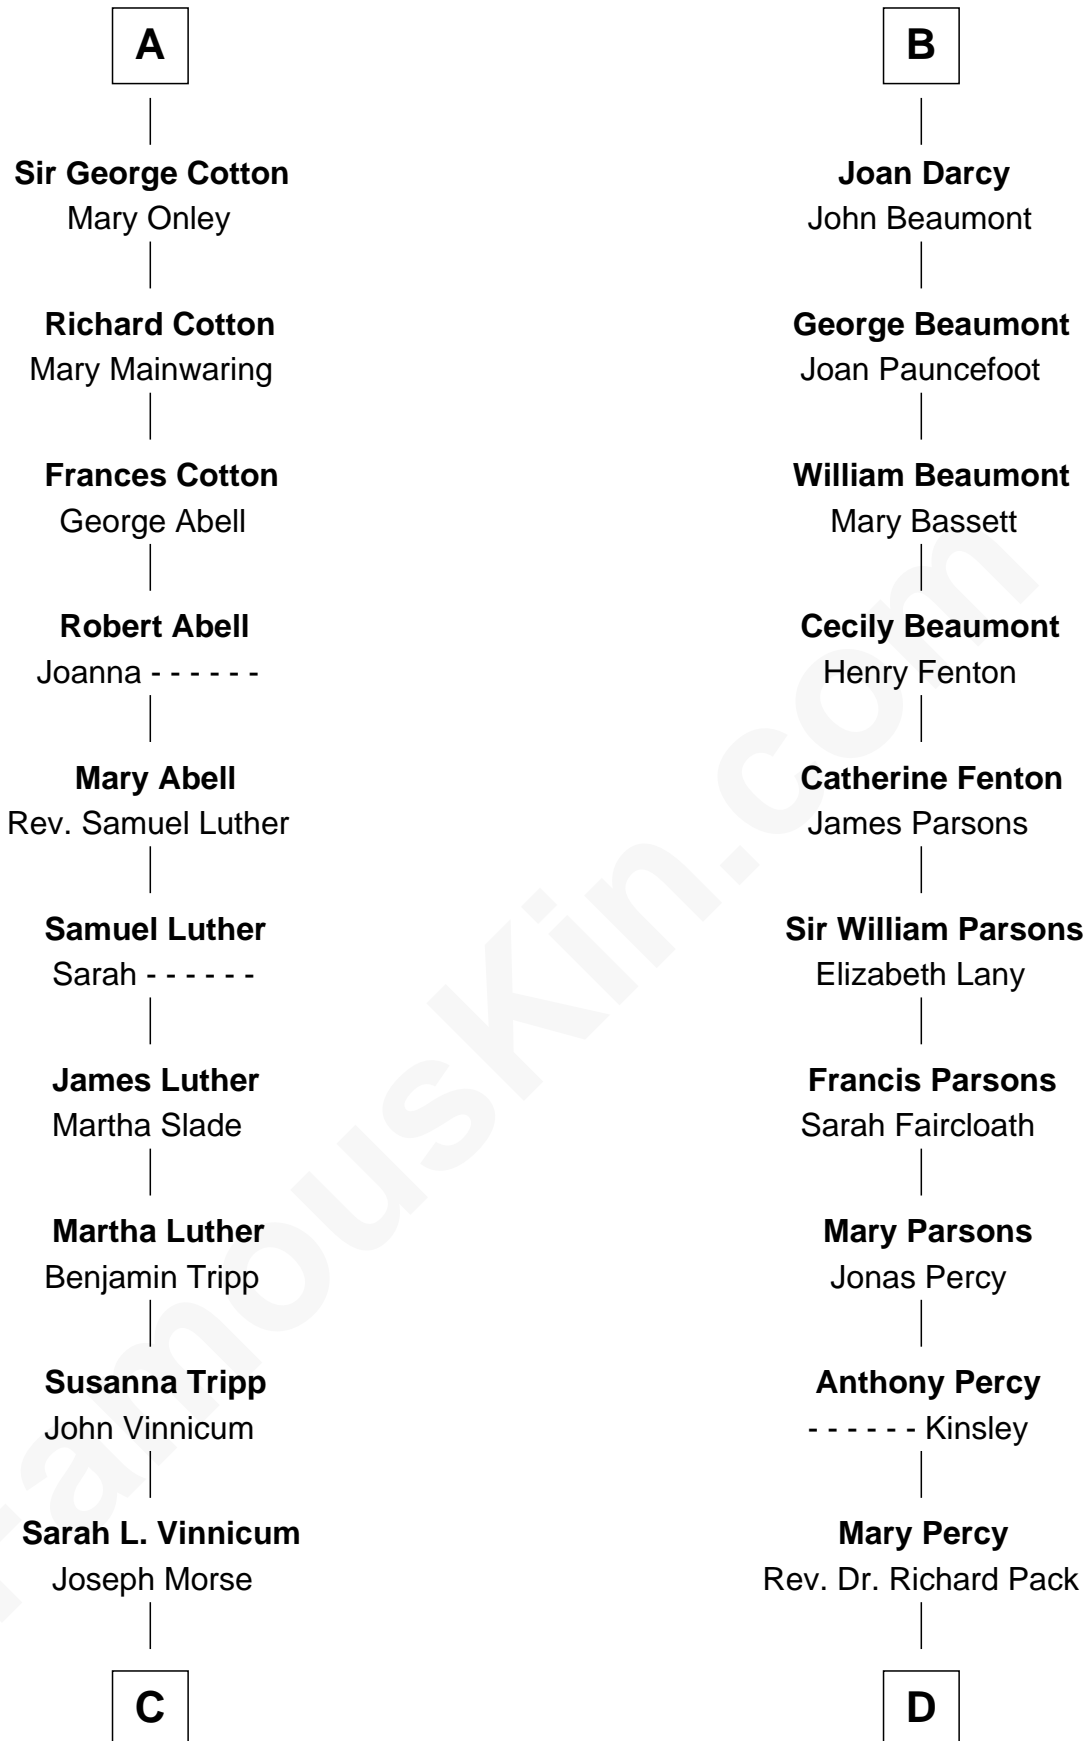 A
Sir George Cotton
Mary Onley
Richard Cotton
Mary Mainwaring
Frances Cotton
George Abell
Robert Abell
Joanna - - - - - -
Mary Abell
Rev. Samuel Luther
Samuel Luther
Sarah - - - - - -
James Luther
Martha Slade
Martha Luther
Benjamin Tripp
Susanna Tripp
John Vinnicum
Sarah L. Vinnicum
Joseph Morse
C
B
Joan Darcy
John Beaumont
George Beaumont
Joan Pauncefoot
William Beaumont
Mary Bassett
Cecily Beaumont
Henry Fenton
Catherine Fenton
James Parsons
Sir William Parsons
Elizabeth Lany
Francis Parsons
Sarah Faircloath
Mary Parsons
Jonas Percy
Anthony Percy
- - - - - - Kinsley
Mary Percy
Rev. Dr. Richard Pack
D
FamousKin.com